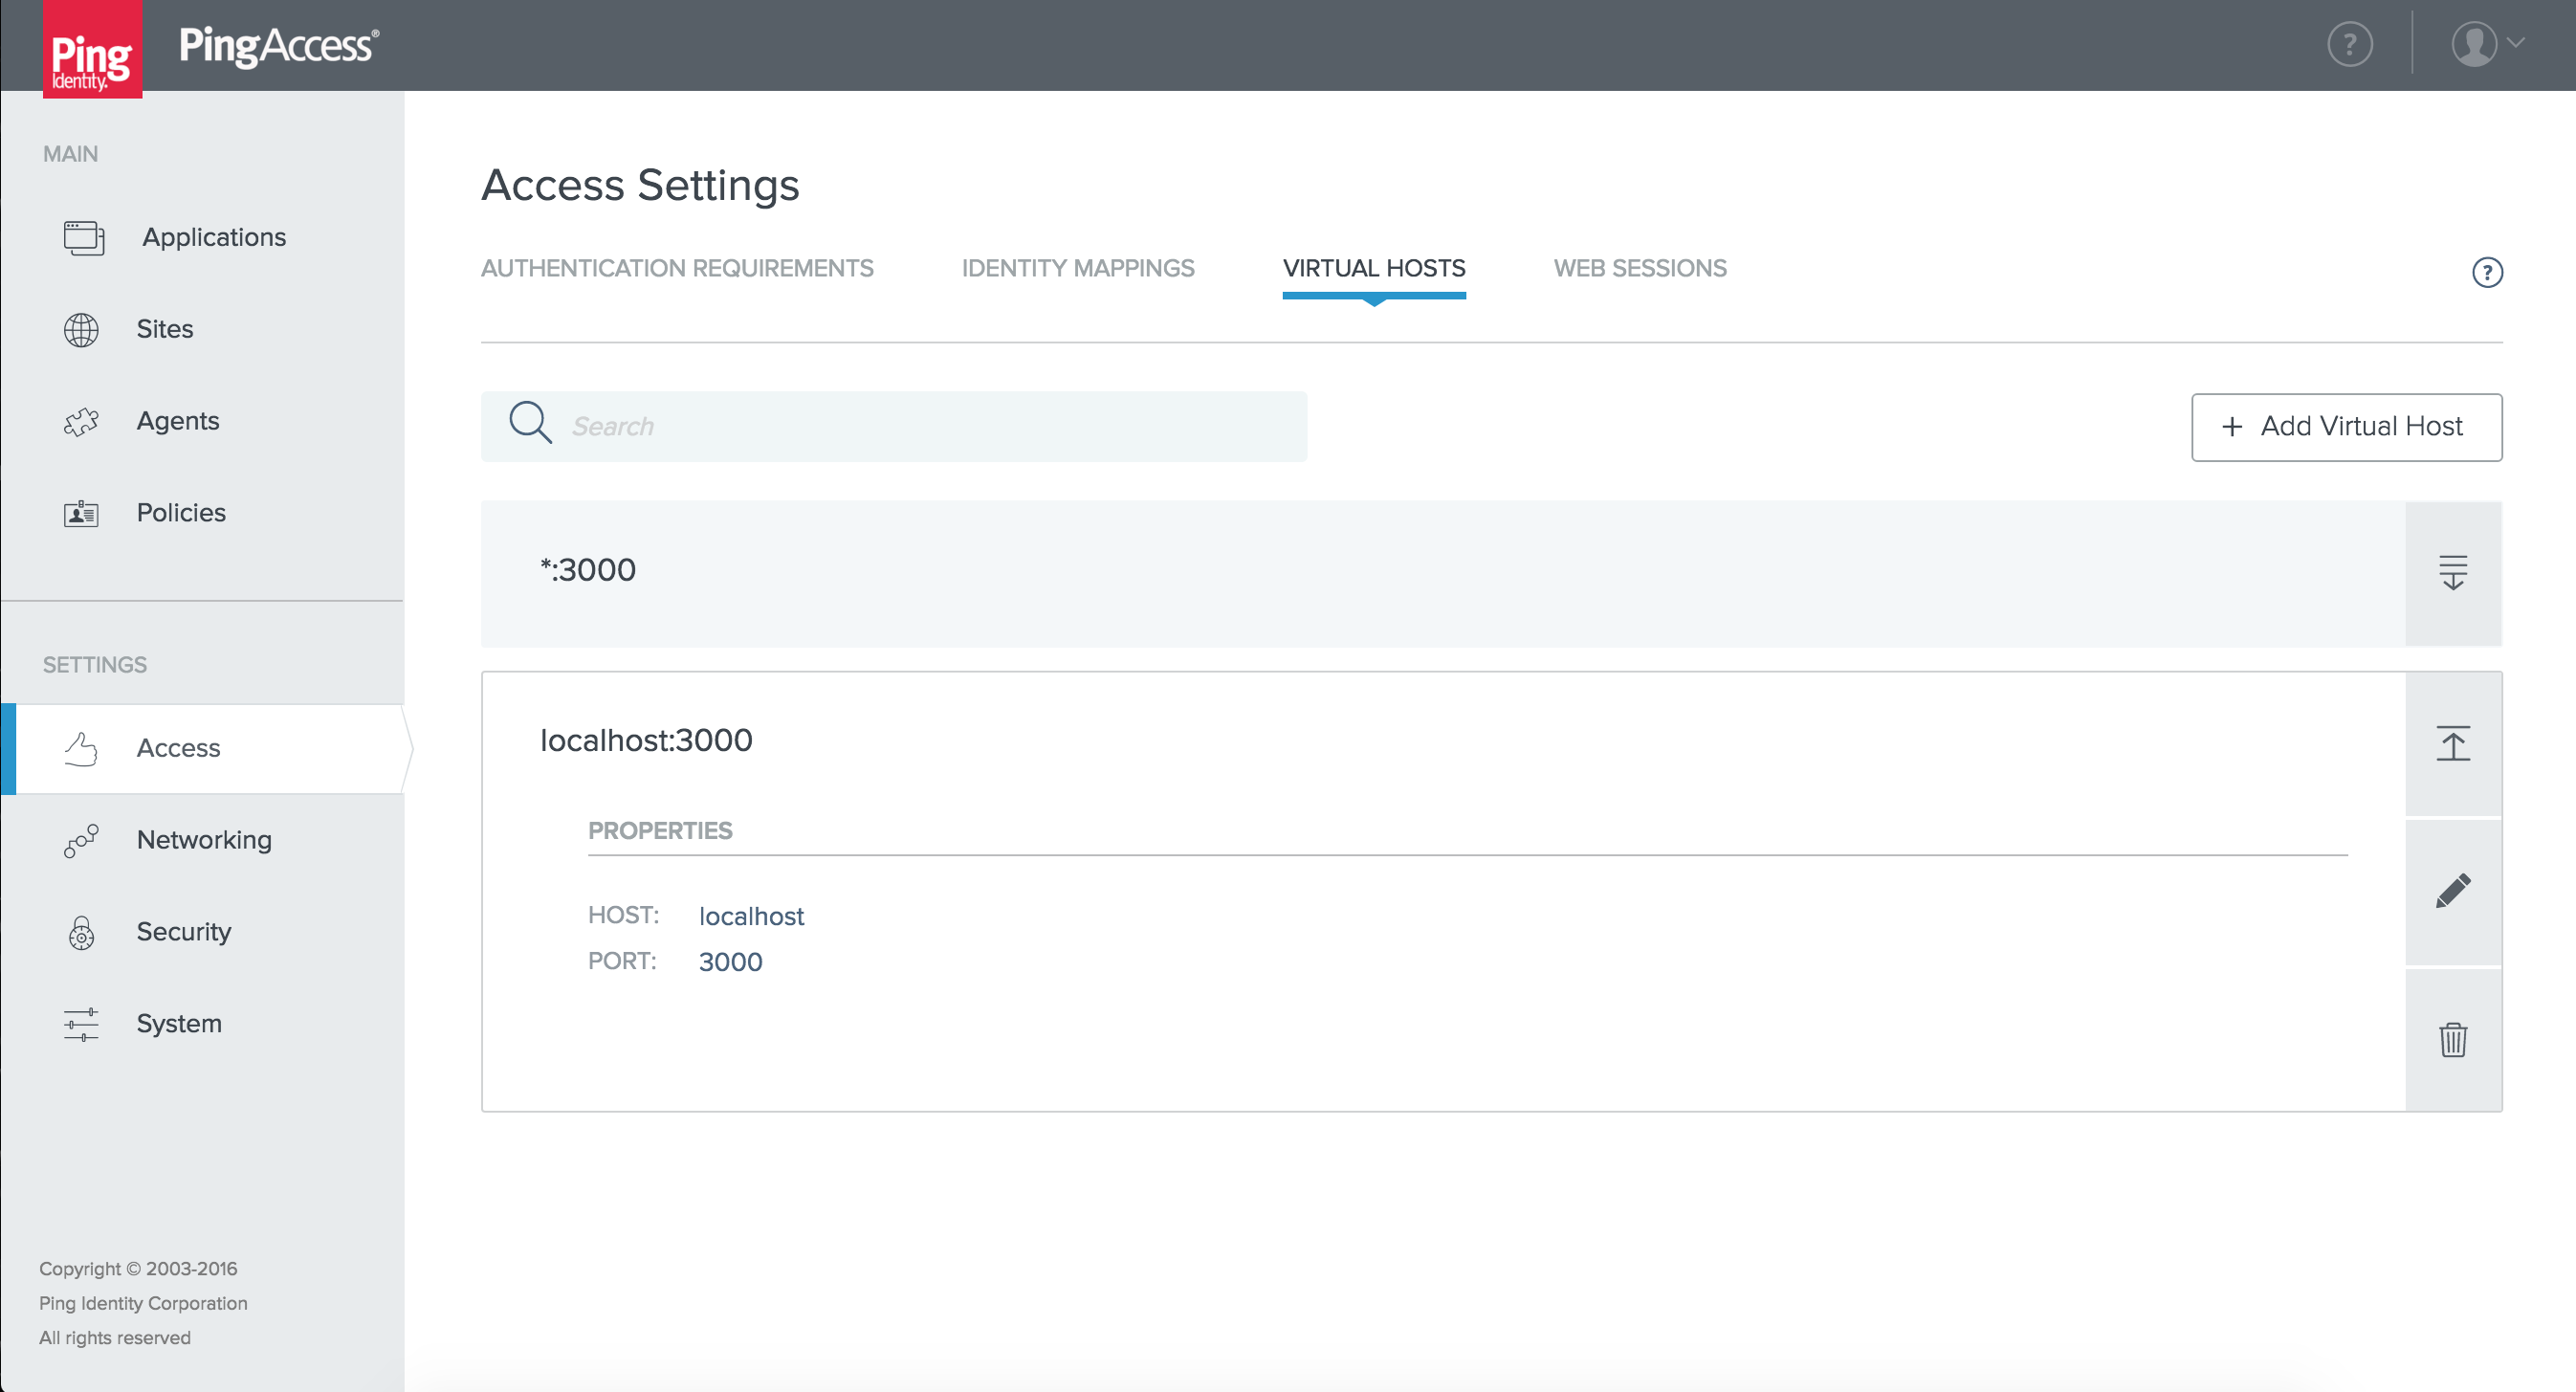 Ping
Identity.
PingAccess®
?
MAIN
Applications
Sites
Agents
Policies
SETTINGS
Access
Networking
Security
System
Copyright © 2003-2016
Ping Identity Corporation
All rights reserved
Access Settings
AUTHENTICATION REQUIREMENTS IDENTITY MAPPINGS VIRTUAL HOSTS WEB SESSIONS ?
Search
+ Add Virtual Host
*:3000
localhost:3000
PROPERTIES
HOST: localhost
PORT: 3000